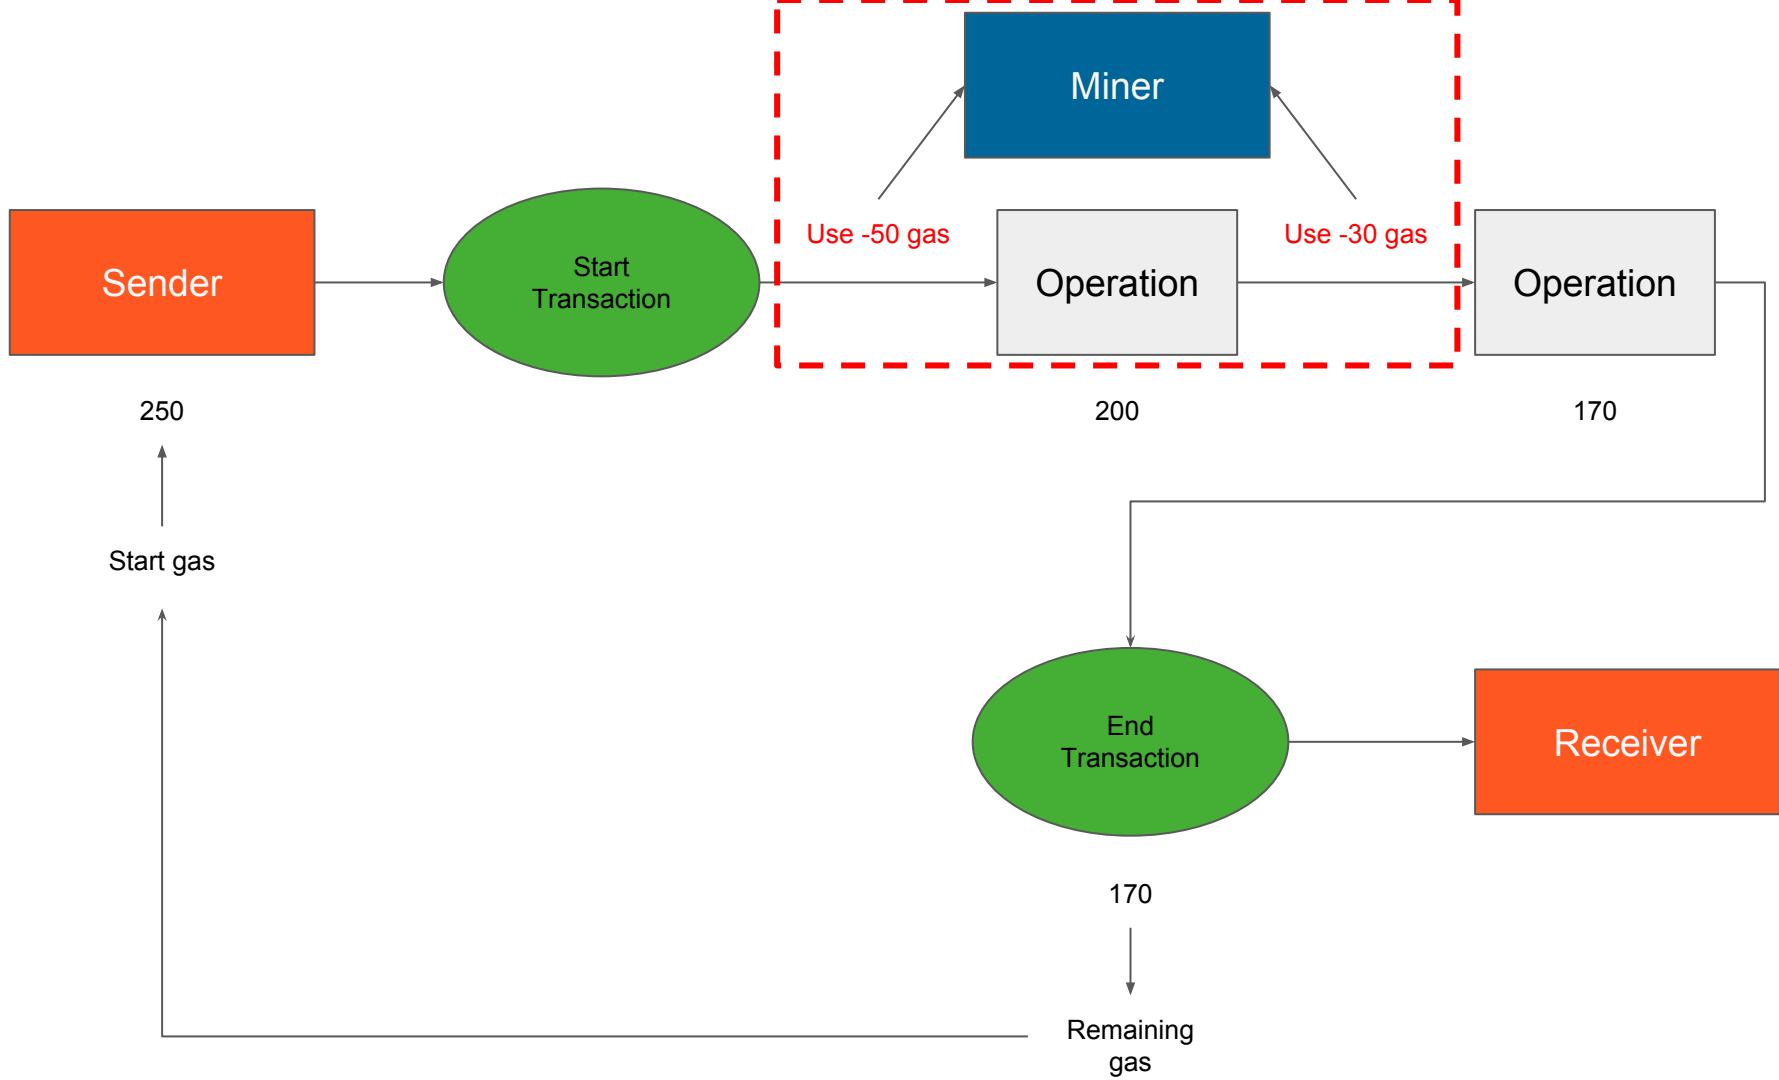 Miner
Use -50 gas
Use -30 gas
Sender
Start
Transaction
Operation
Operation
250
200
170
Start gas
End
Transaction
Receiver
170
Remaining
gas